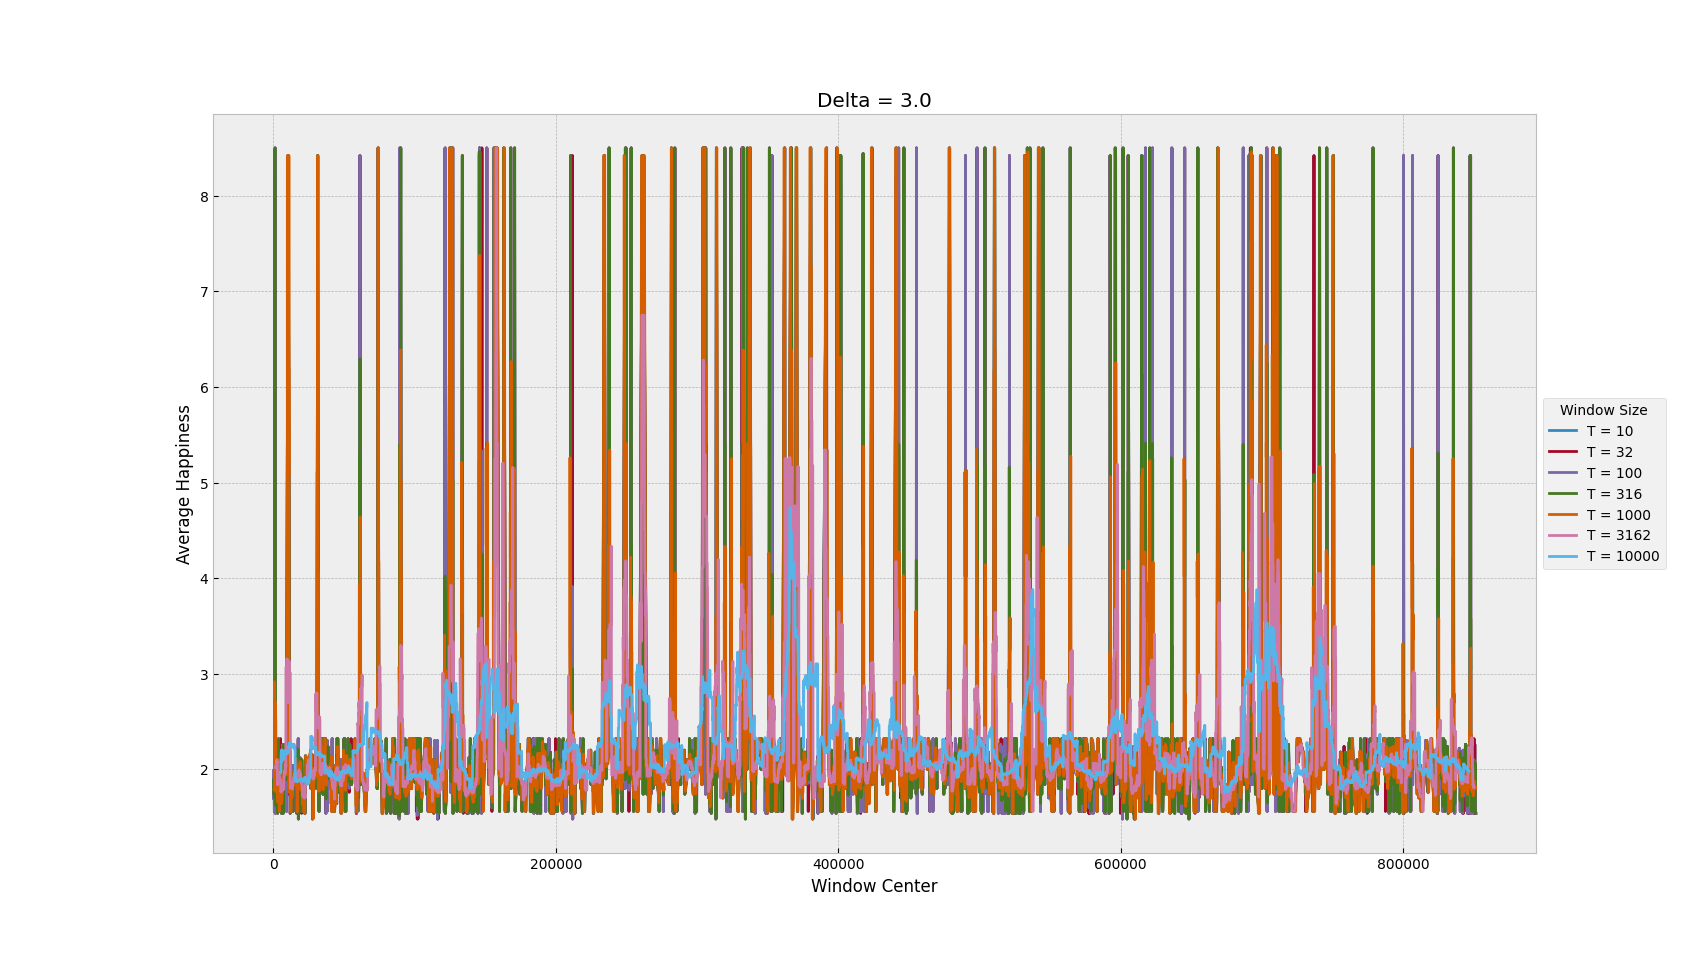 Delta = 3.0
Average Happiness
8
7
6
5
4
3
2
0
200000
400000
600000
800000
Window Center
Window Size
T = 10
T = 32
T = 100
T = 316
T = 1000
T = 3162
T = 10000